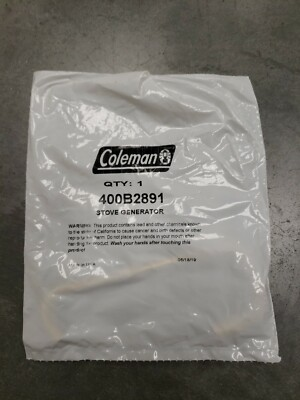 Coleman
QTY: 1
400B2891
STOVE GENERATOR
WARNING: This product contains lead and other chemicals known
to the State of California to cause cancer and birth defects or other
harm. Do not place your hands in your mouth after
handling the product. Wash your hands after touching this
product.